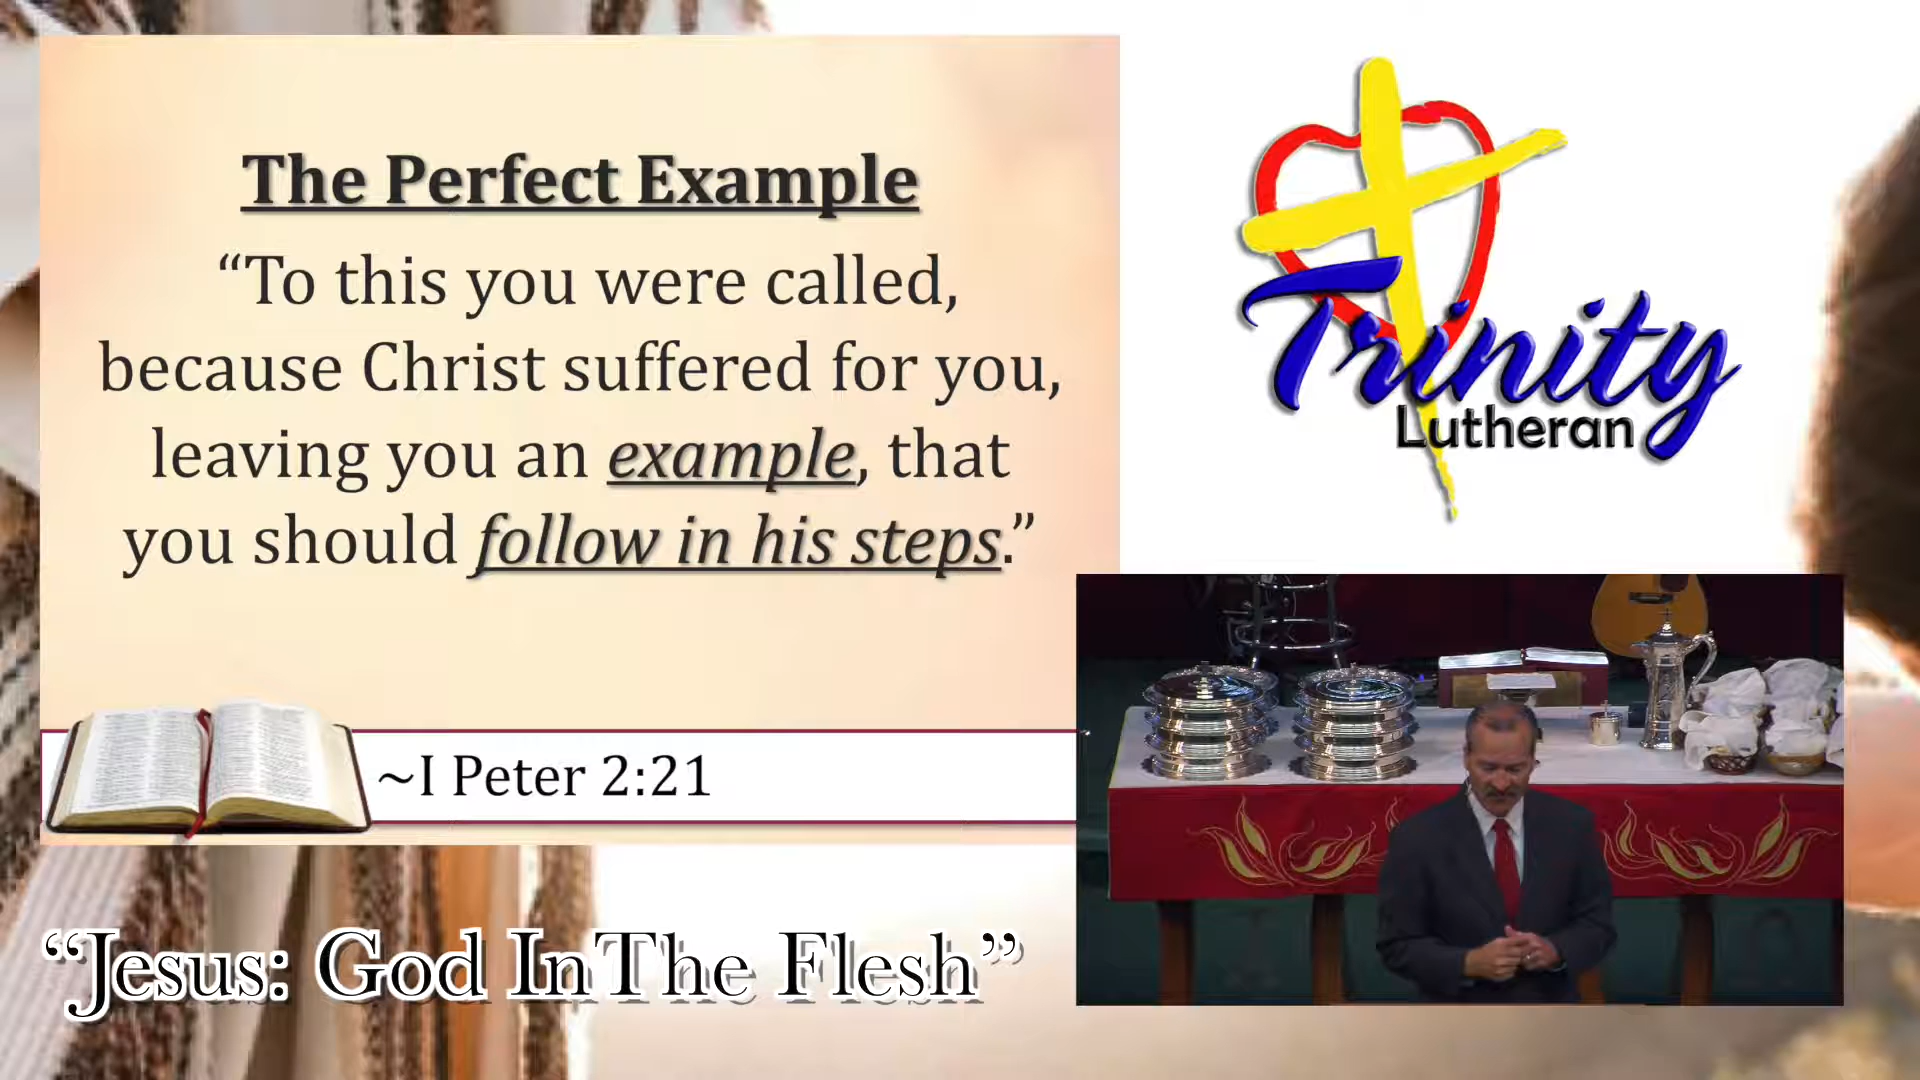 The Perfect Example
“To this you were called,
because Christ suffered for you,
leaving you an example, that
you should follow in his steps.”
~I Peter 2:21
Trinity
Lutheran
“Jesus: God In The Flesh”